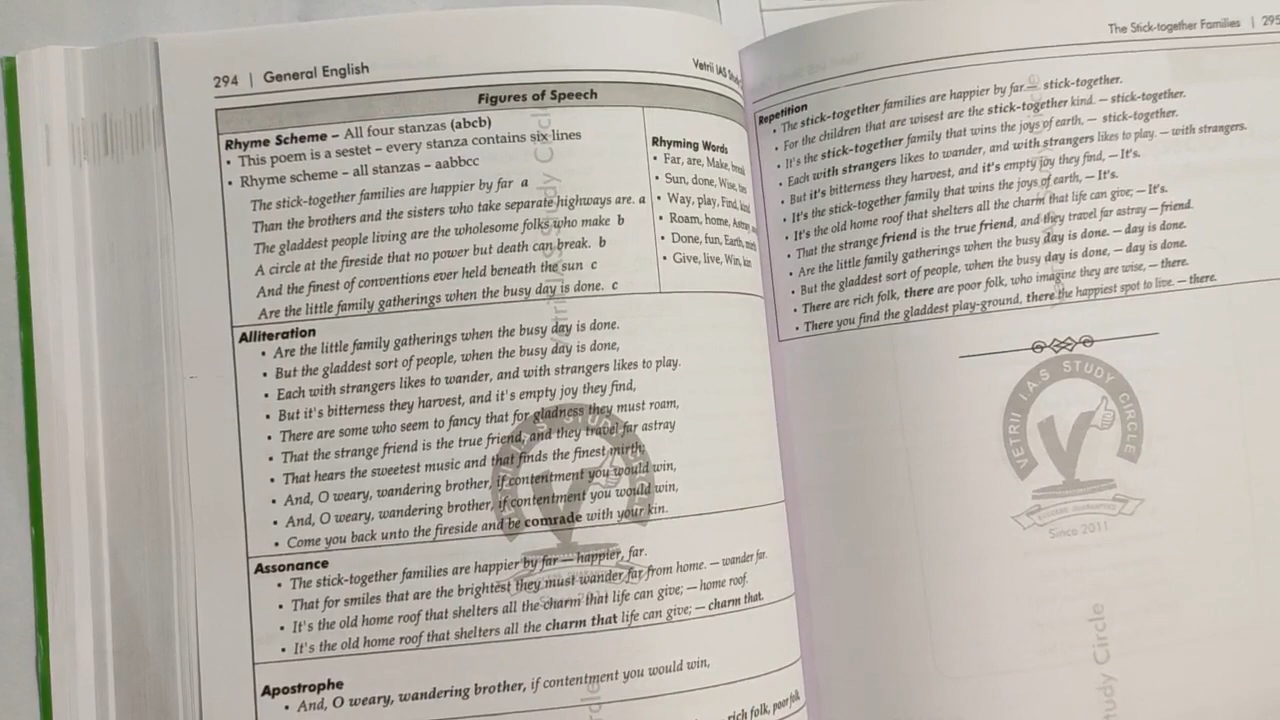 294 | General English
Vetrii IAS Study
Figures of Speech
Rhyme Scheme – All four stanzas (abcb)
• This poem is a sestet – every stanza contains six lines
• Rhyme scheme – all stanzas – aabbcc
The stick-together families are happier by far a
Than the brothers and the sisters who take separate highways are. a
The gladdest people living are the wholesome folks who make b
A circle at the fireside that no power but death can break. b
And the finest of conventions ever held beneath the sun c
Are the little family gatherings when the busy day is done. c
Rhyming Words
• Far, are, Make, break
• Sun, done, Wise,
• Way, play, Find, kind
• Roam, home, Astray,
• Done, fun, Earth,
• Give, live, Win, kin
Alliteration
• Are the little family gatherings when the busy day is done.
• But the gladdest sort of people, when the busy day is done,
• Each with strangers likes to wander, and with strangers likes to play.
• But it's bitterness they harvest, and it's empty joy they find,
• There are some who seem to fancy that for gladness they must roam,
• That the strange friend is the true friend, and they travel far astray
• That hears the sweetest music and that finds the finest mirth;
• And, O weary, wandering brother, if contentment you would win,
• And, O weary, wandering brother, if contentment you would win,
• Come you back unto the fireside and be comrade with your kin.
Assonance
• The stick-together families are happier by far — happier, far.
• That for smiles that are the brightest they must wander far from home. — wander far.
• It's the old home roof that shelters all the charm that life can give; — home roof.
• It's the old home roof that shelters all the charm that life can give; — charm that.
Apostrophe
• And, O weary, wandering brother, if contentment you would win,
rich folk, poor folk,
The Stick-together Families | 295
Repetition
• The stick-together families are happier by far — stick-together.
• For the children that are wisest are the stick-together kind. — stick-together.
• It's the stick-together family that wins the joys of earth, — stick-together.
• Each with strangers likes to wander, and with strangers likes to play. — with strangers.
• But it's bitterness they harvest, and it's empty joy they find, — It's.
• It's the stick-together family that wins the joys of earth, — It's.
• It's the old home roof that shelters all the charm that life can give; — It's.
• That the strange friend is the true friend, and they travel far astray — friend.
• Are the little family gatherings when the busy day is done. — day is done.
• But the gladdest sort of people, when the busy day is done, — day is done.
• There are rich folk, there are poor folk, who imagine they are wise, — there.
• There you find the gladdest play-ground, there the happiest spot to live. — there.
VETRII I.A.S STUDY CIRCLE
SUCCESS GUARANTEED
Since 2011
Study Circle